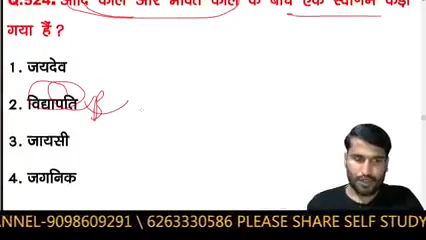 Q.524. आदि काल और भक्ति काल के बीच एक स्वर्णिम कड़ी
गया हैं ?
1. जयदेव
2. विद्यापति
3. जायसी
4. जगनिक
ANNEL-9098609291 \ 6263330586 PLEASE SHARE SELF STUDY